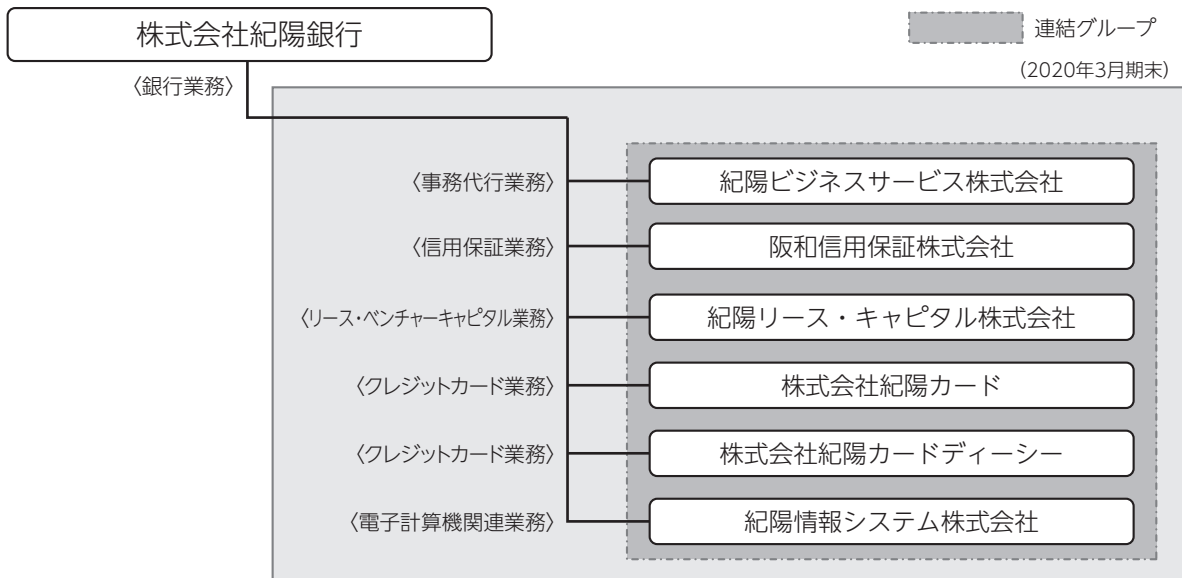 株式会社紀陽銀行
連結グループ
(2020年3月期末)
〈銀行業務〉
〈事務代行業務〉
紀陽ビジネスサービス株式会社
〈信用保証業務〉
阪和信用保証株式会社
〈リース・ベンチャーキャピタル業務〉
紀陽リース・キャピタル株式会社
〈クレジットカード業務〉
株式会社紀陽カード
〈クレジットカード業務〉
株式会社紀陽カードディーシー
〈電子計算機関連業務〉
紀陽情報システム株式会社